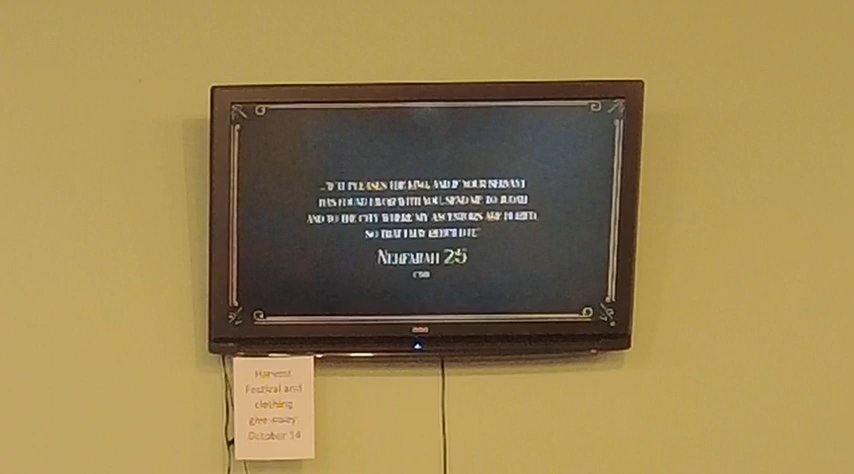 "IF IT PLEASES THE KING, AND IF YOUR SERVANT
HAS FOUND FAVOR WITH YOU, SEND ME TO JUDAH
AND TO THE CITY WHERE MY ANCESTORS ARE BURIED,
SO THAT I MAY REBUILD IT."
NEHEMIAH 2:5
CSB
RCA
Harvest
Festival and
clothing
give-away
October 14